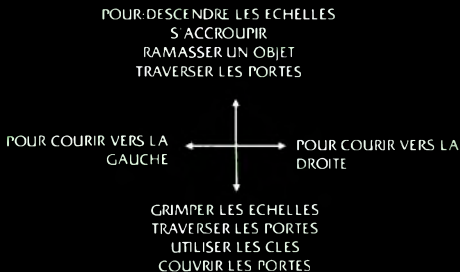 POUR:DESCENDRE LES ECHELLES
S'ACCROUPIR
RAMASSER UN OBJET
TRAVERSER LES PORTES
POUR COURIR VERS LA
GAUCHE
POUR COURIR VERS LA
DROITE
GRIMPER LES ECHELLES
TRAVERSER LES PORTES
UTILISER LES CLES
COUVRIR LES PORTES